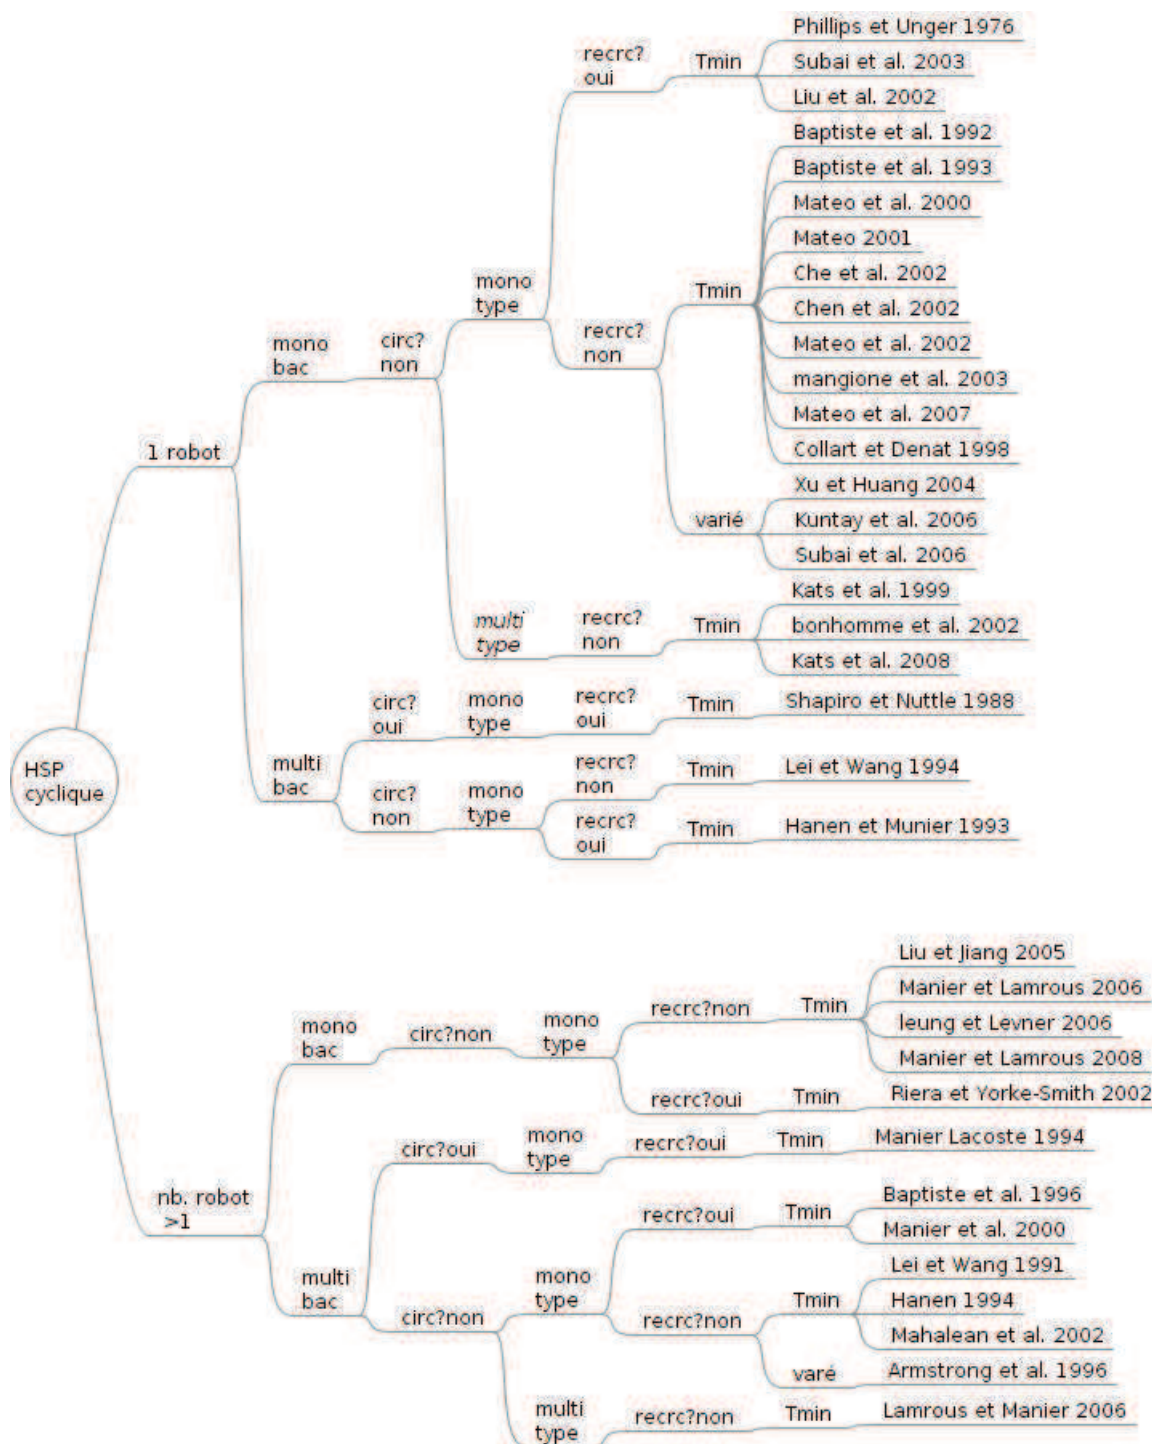 Phillips et Unger 1976
recrc?
oui
Tmin
Subai et al. 2003
Liu et al. 2002
Baptiste et al. 1992
Baptiste et al. 1993
Mateo et al. 2000
Mateo 2001
Che et al. 2002
mono
type
Tmin
Chen et al. 2002
mono
bac
circ?
non
recrc?
non
Mateo et al. 2002
mangione et al. 2003
Mateo et al. 2007
1 robot
Collart et Denat 1998
Xu et Huang 2004
varié
Kuntay et al. 2006
Subai et al. 2006
Kats et al. 1999
multi
type
recrc?
non
Tmin
bonhomme et al. 2002
Kats et al. 2008
circ?
oui
mono
type
recrc?
oui
Tmin
Shapiro et Nuttle 1988
HSP
cyclique
multi
bac
circ?
non
mono
type
recrc?
non
Tmin
Lei et Wang 1994
recrc?
oui
Tmin
Hanen et Munier 1993
Liu et Jiang 2005
Manier et Lamrous 2006
mono
bac
circ?non
mono
type
recrc?non
Tmin
leung et Levner 2006
Manier et Lamrous 2008
recrc?oui
Tmin
Riera et Yorke-Smith 2002
circ?oui
mono
type
recrc?oui
Tmin
Manier Lacoste 1994
nb. robot
>1
Baptiste et al. 1996
recrc?oui
Tmin
Manier et al. 2000
multi
bac
circ?non
mono
type
Lei et Wang 1991
recrc?non
Tmin
Hanen 1994
Mahalean et al. 2002
varé
Armstrong et al. 1996
multi
type
recrc?non
Tmin
Lamrous et Manier 2006